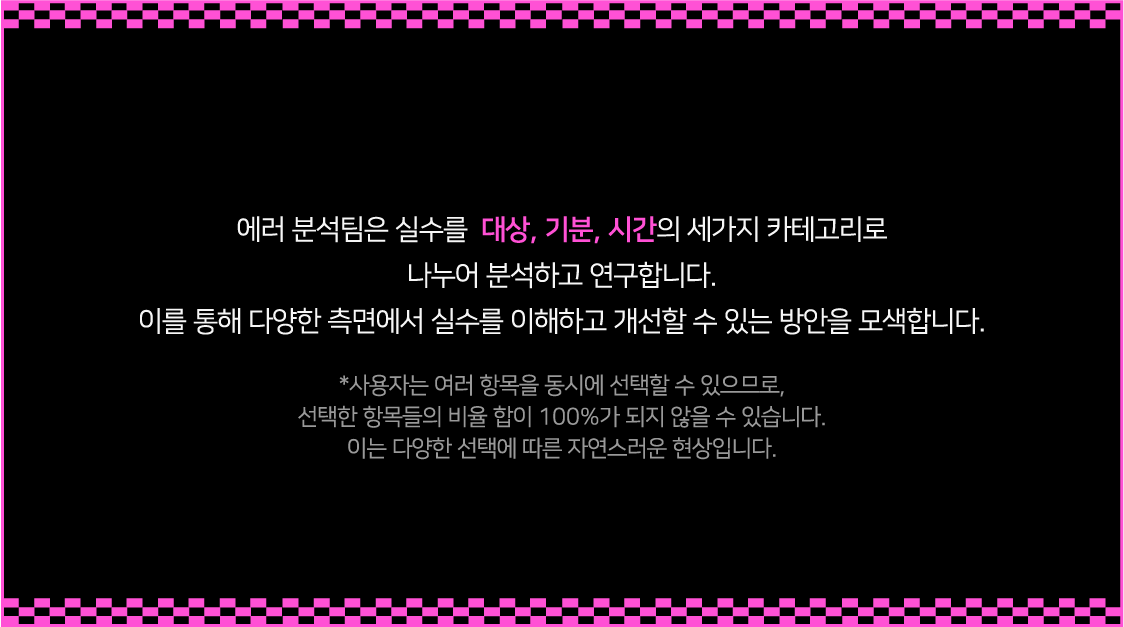 에러 분석팀은 실수를 대상, 기분, 시간의 세가지 카테고리로
나누어 분석하고 연구합니다.
이를 통해 다양한 측면에서 실수를 이해하고 개선할 수 있는 방안을 모색합니다.
*사용자는 여러 항목을 동시에 선택할 수 있으므로,
선택한 항목들의 비율 합이 100%가 되지 않을 수 있습니다.
이는 다양한 선택에 따른 자연스러운 현상입니다.